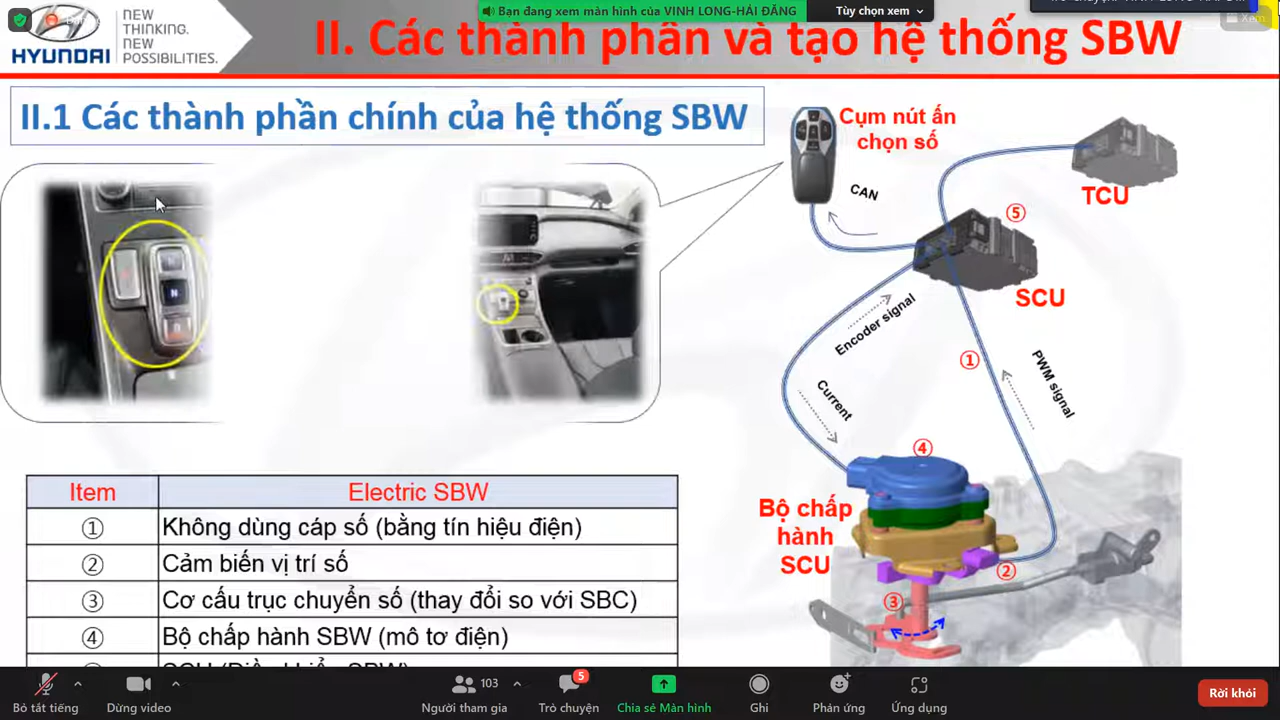 Bạn đang xem màn hình của VINH LONG-HẢI ĐĂNG
Tùy chọn xem
Xem
HYUNDAI
NEW
THINKING.
NEW
POSSIBILITIES.
II. Các thành phần và tạo hệ thống SBW
II.1 Các thành phần chính của hệ thống SBW
Cụm nút ấn
chọn số
CAN
TCU
⑤
SCU
Encoder signal
①
PWM signal
Current
④
Bộ chấp
hành
SCU
②
③
N
Item Electric SBW
① Không dùng cáp số (bằng tín hiệu điện)
② Cảm biến vị trí số
③ Cơ cấu trục chuyển số (thay đổi so với SBC)
④ Bộ chấp hành SBW (mô tơ điện)
Bỏ tắt tiếng
Dừng video
103
Người tham gia
5
Trò chuyện
Chia sẻ Màn hình
Ghi
Phản ứng
Ứng dụng
Rời khỏi